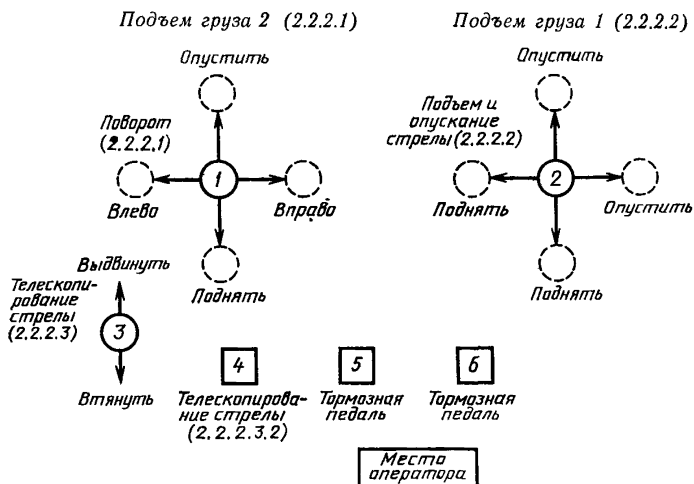 Подъем груза 2 (2.2.2.1)
Подъем груза 1 (2.2.2.2)
Опустить
Поворот
(2.2.2,1)
1
Влево
Вправо
Поднять
Опустить
Подъем и
опускание
стрелы (2.2.2.2)
2
Поднять
Опустить
Поднять
Выдвинуть
Телескопи-
рование
стрелы
(2.2.2.3)
3
Втянуть
4
Телескопирова-
ние стрелы
(2.2.2.3.2)
5
Тормозная
педаль
6
Тормозная
педаль
Место
оператора